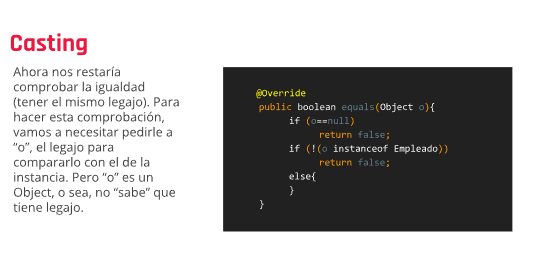 Casting
Ahora nos restaría
comprobar la igualdad
(tener el mismo legajo). Para
hacer esta comprobación,
vamos a necesitar pedirle a
“o”, el legajo para
compararlo con el de la
instancia. Pero “o” es un
Object, o sea, no “sabe” que
tiene legajo.
@Override
public boolean equals(Object o){
if (o==null)
return false;
if (!(o instanceof Empleado))
return false;
else{
}
}